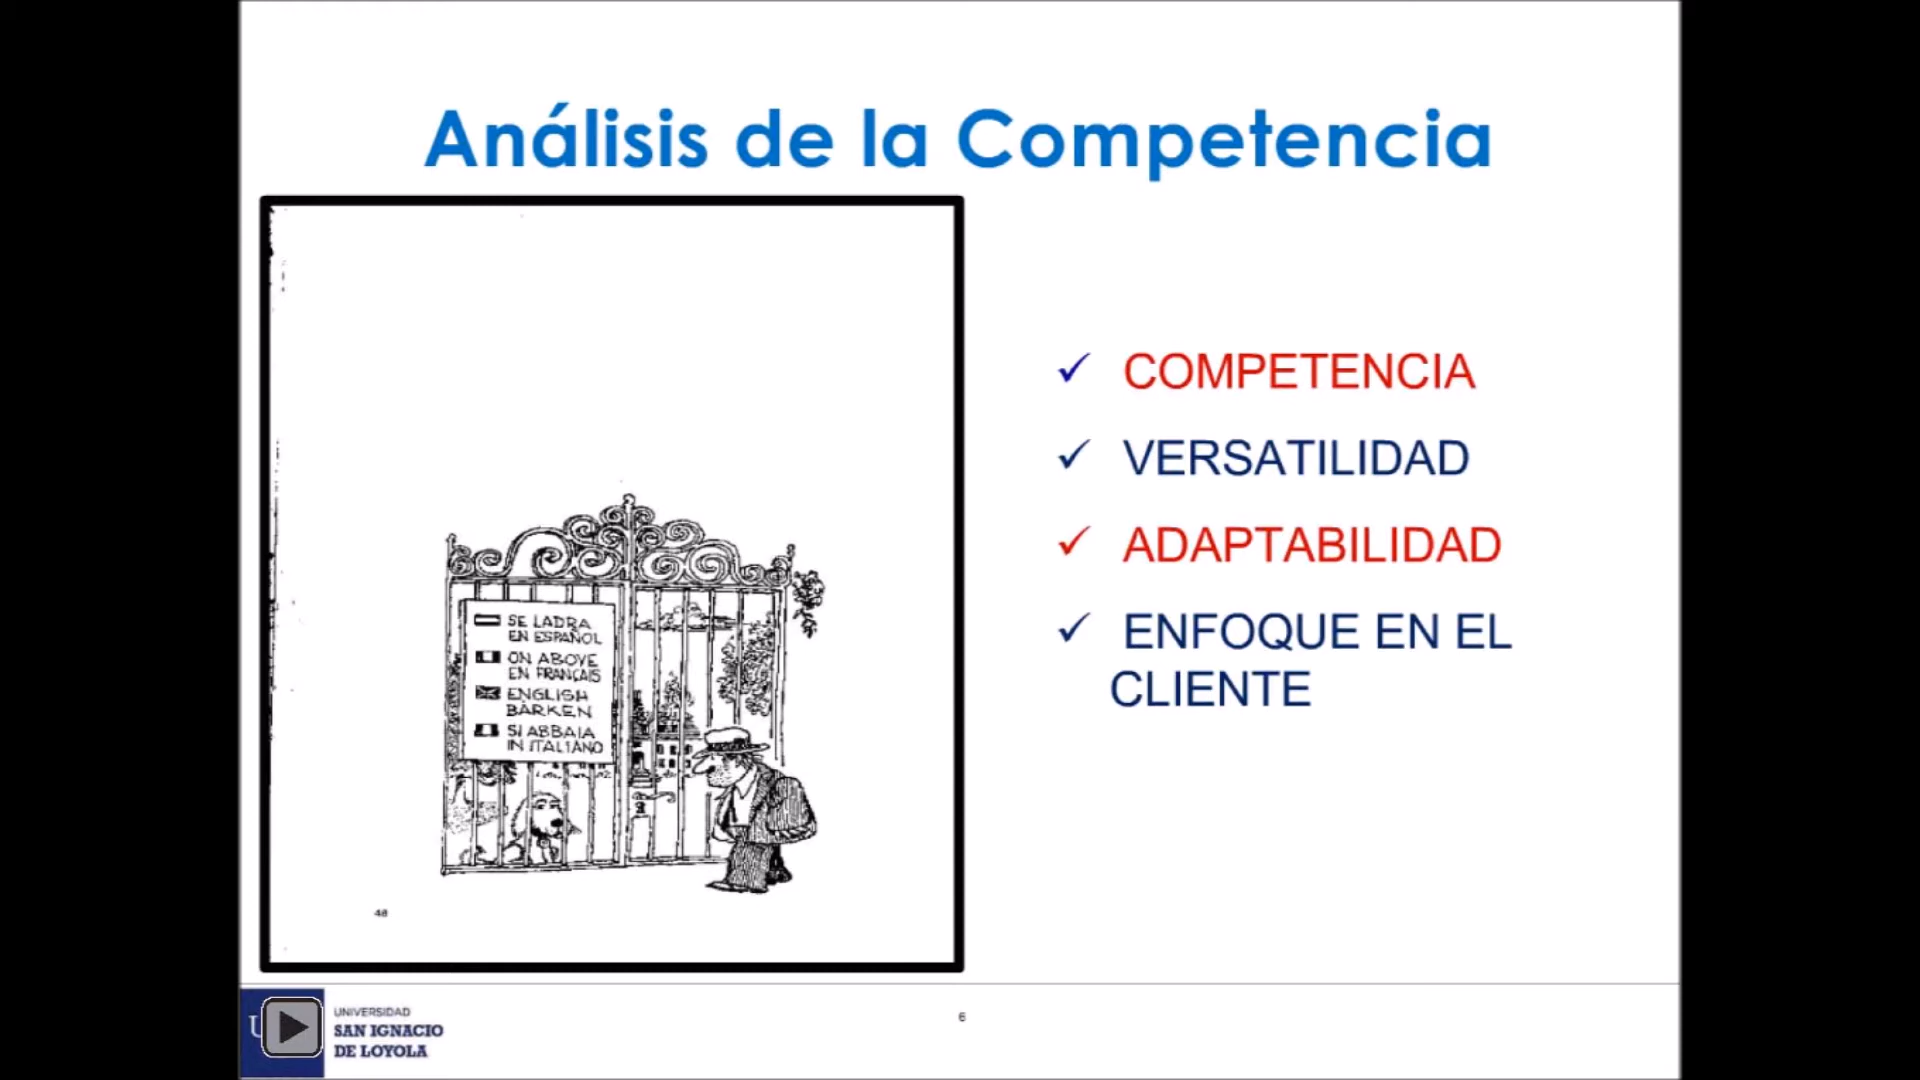 Análisis de la Competencia
SE LADRA
EN ESPAÑOL
ON ABOYE
EN FRANÇAIS
ENGLISH
BARKEN
SI ABBAIA
IN ITALIANO
48
✓ COMPETENCIA
✓ VERSATILIDAD
✓ ADAPTABILIDAD
✓ ENFOQUE EN EL
CLIENTE
UNIVERSIDAD
SAN IGNACIO
DE LOYOLA
6